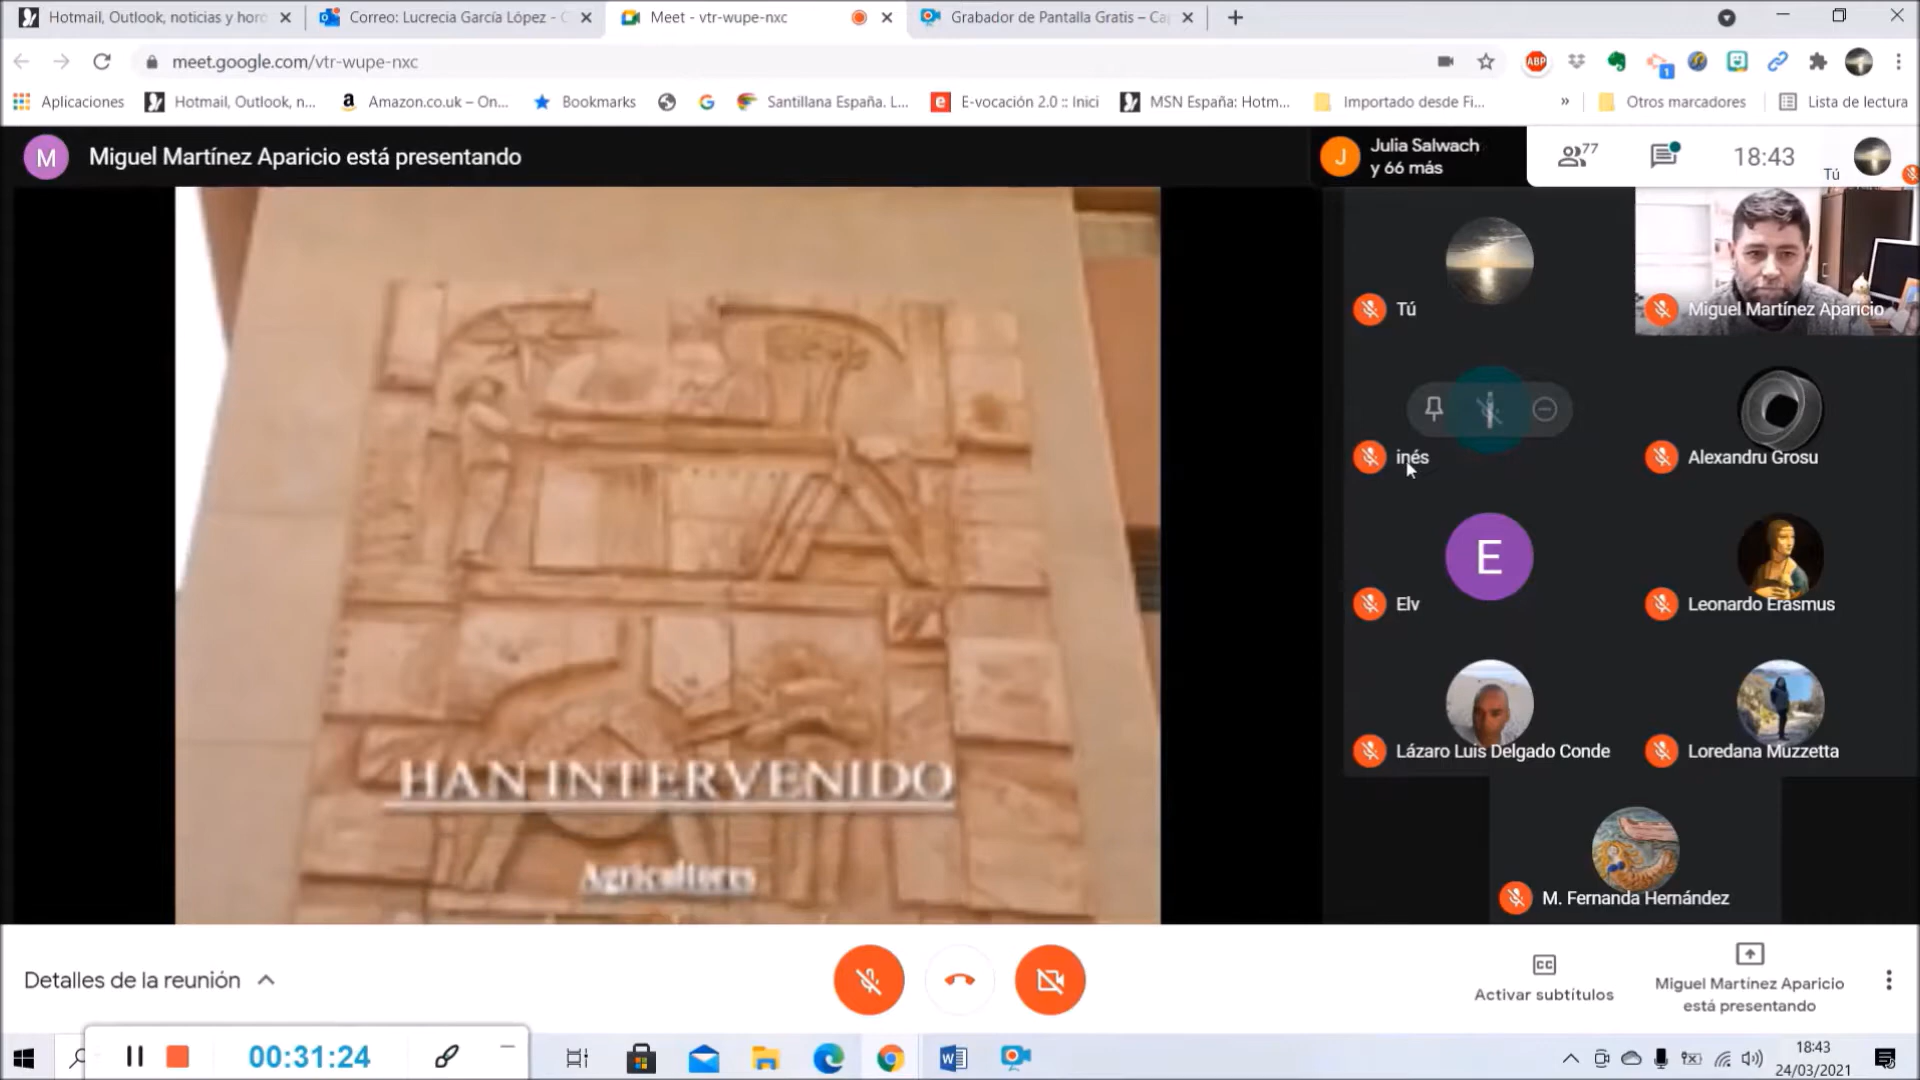 Hotmail, Outlook, noticias y horó
Correo: Lucrecia García López - O
Meet - vtr-wupe-nxc
Grabador de Pantalla Gratis – Ca
meet.google.com/vtr-wupe-nxc
ABP
1
Aplicaciones
Hotmail, Outlook, n...
Amazon.co.uk – On...
Bookmarks
Santillana España. L...
E-vocación 2.0 :: Inici
MSN España: Hotm...
Importado desde Fi...
»
Otros marcadores
Lista de lectura
M
Miguel Martínez Aparicio está presentando
J
Julia Salwach
y 66 más
77
18:43
Tú
Tú
Miguel Martínez Aparicio
inés
Alexandru Grosu
E
Elv
Leonardo Erasmus
Lázaro Luis Delgado Conde
Loredana Muzzetta
M. Fernanda Hernández
HAN INTERVENIDO
Agricultores
Detalles de la reunión
CC
Activar subtítulos
Miguel Martínez Aparicio
está presentando
00:31:24
18:43
24/03/2021